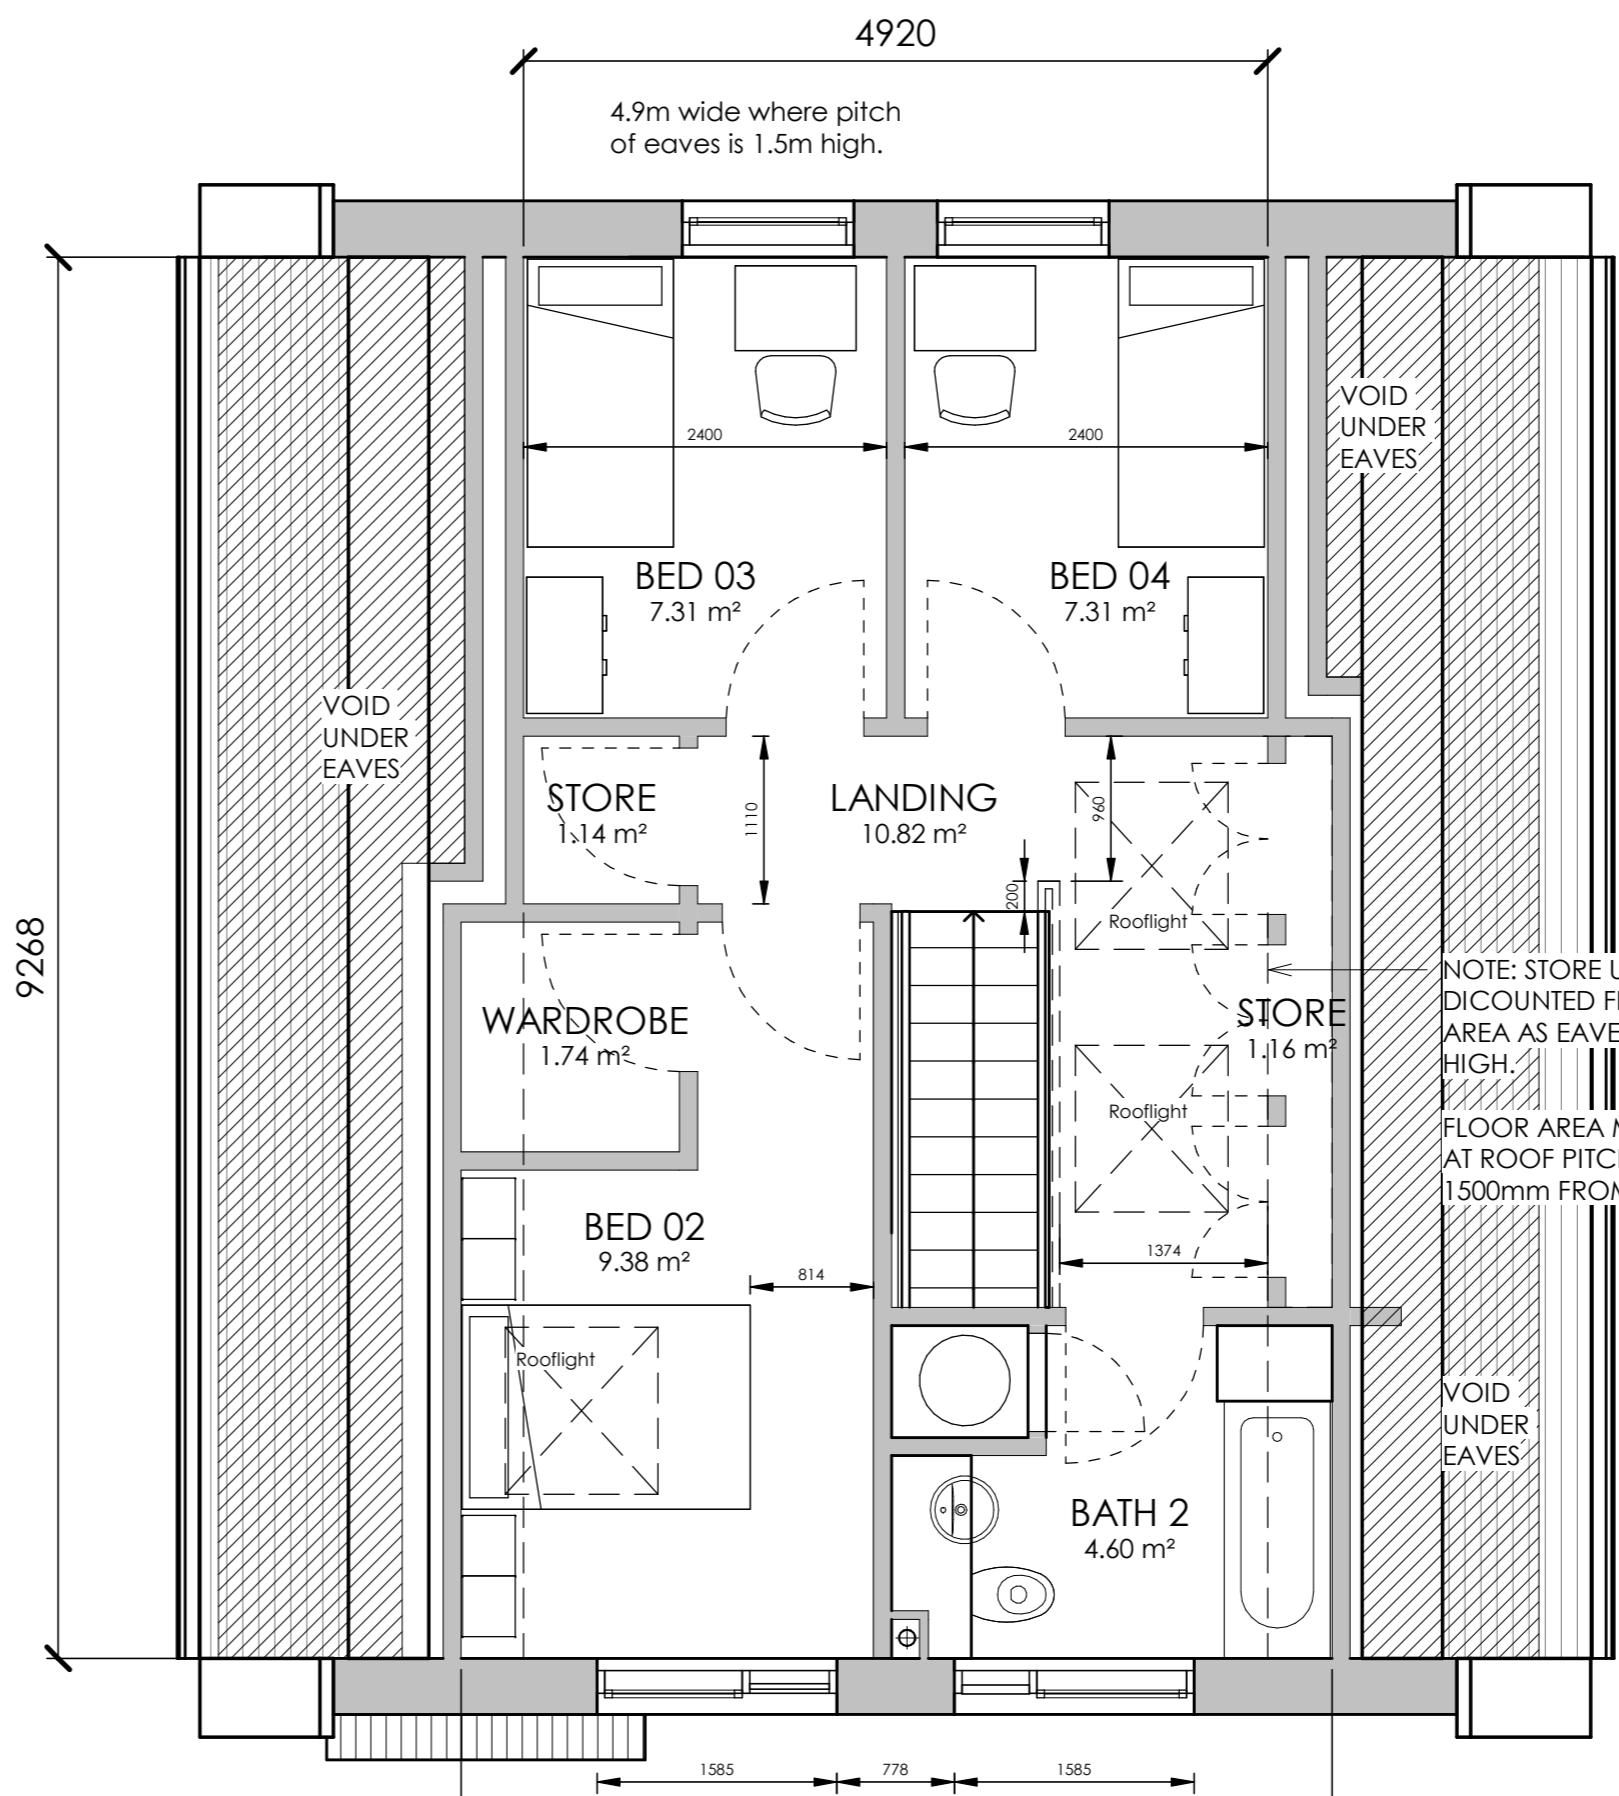 4920
4.9m wide where pitch
of eaves is 1.5m high.
9268
2400
2400
VOID
UNDER
EAVES
BED 03
7.31 m²
BED 04
7.31 m²
VOID
UNDER
EAVES
STORE
1.14 m²
1110
LANDING
10.82 m²
960
200
Rooflight
NOTE: STORE
DICOUNTED
AREA AS
HIGH.
FLOOR AREA
AT ROOF
1500mm
WARDROBE
1.74 m²
STORE
1.16 m²
Rooflight
BED 02
9.38 m²
814
1374
Rooflight
VOID
UNDER
EAVES
BATH 2
4.60 m²
1585
778
1585